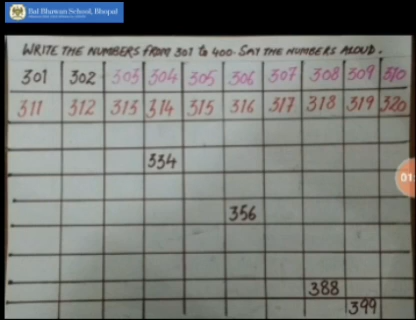 Bal Bhawan School, Bhopal
WRITE THE NUMBERS FROM 301 to 400. SAY THE NUMBERS ALOUD.
301 302 303 304 305 306 307 308 309 310
311 312 313 314 315 316 317 318 319 320
334
356
388
399
01